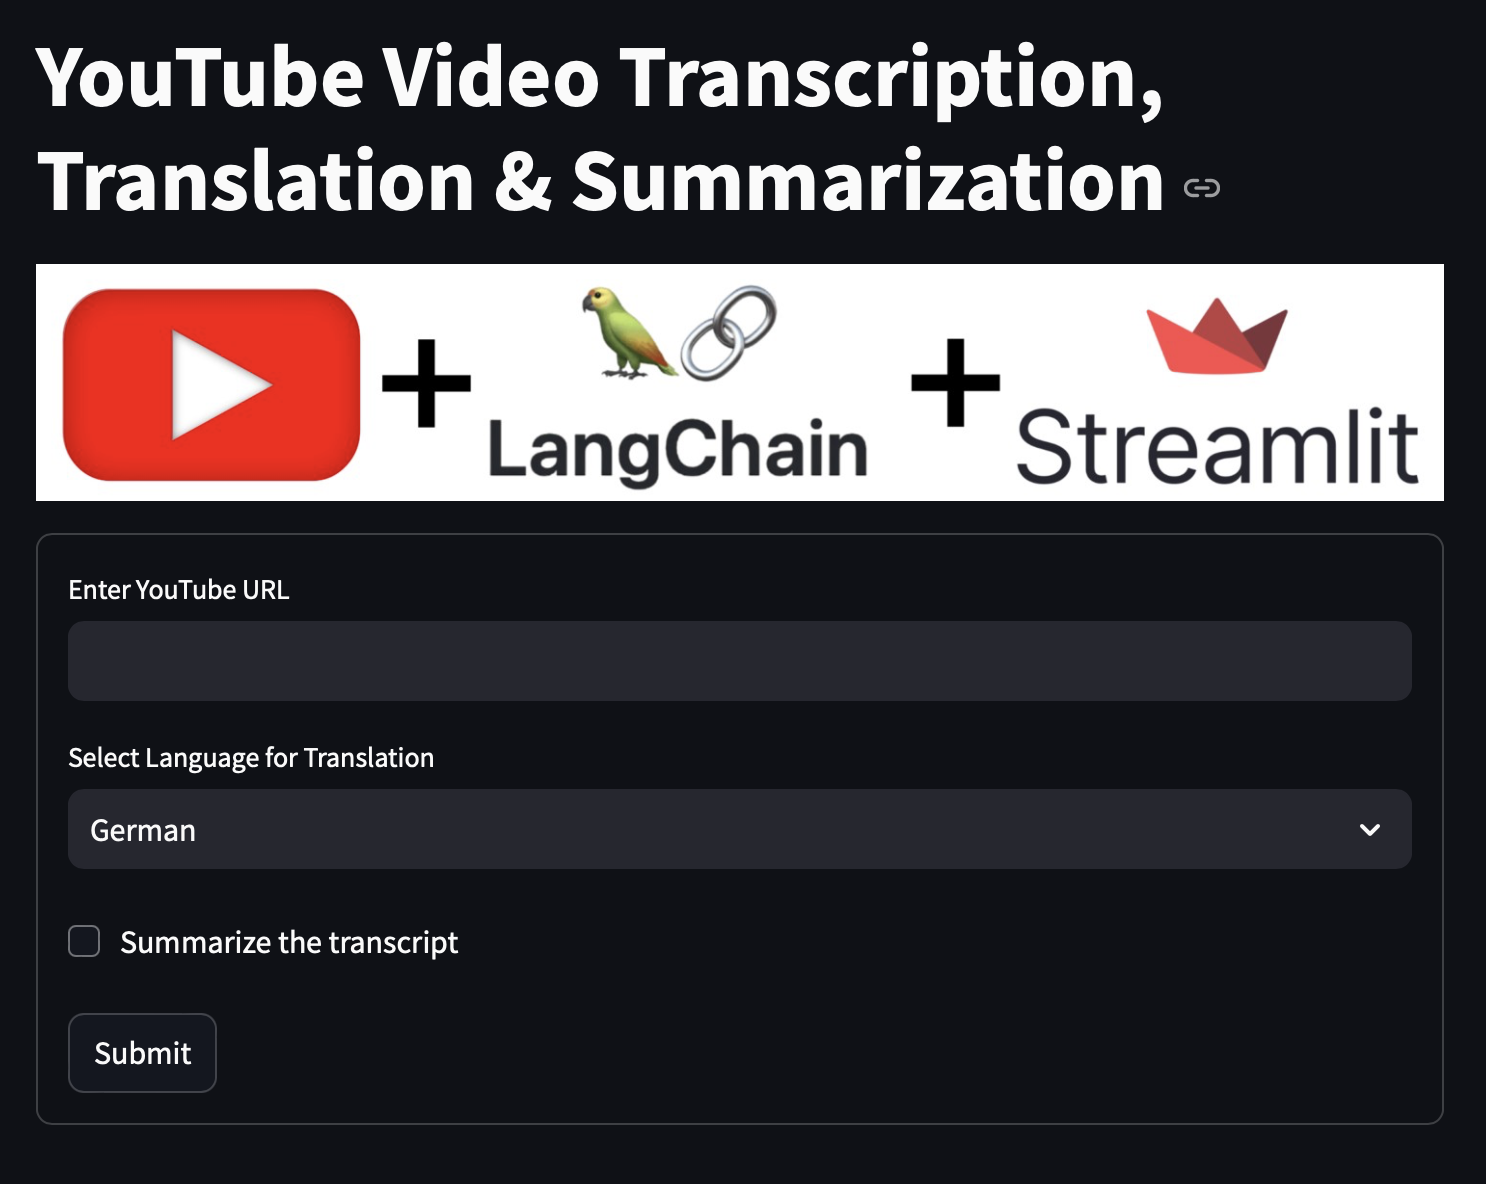 YouTube Video Transcription,
Translation & Summarization
+ LangChain + Streamlit
Enter YouTube URL
Select Language for Translation
German
Summarize the transcript
Submit